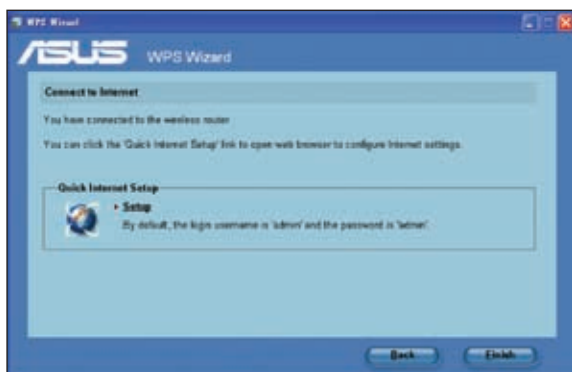 WPS Wizard
ASUS WPS Wizard
Connect to Internet
You have connected to the wireless router
You can click the 'Quick Internet Setup' link to open web browser to configure Internet settings.
Quick Internet Setup
Setup
By default, the login username is 'admin' and the password is 'admin'.
Back Finish